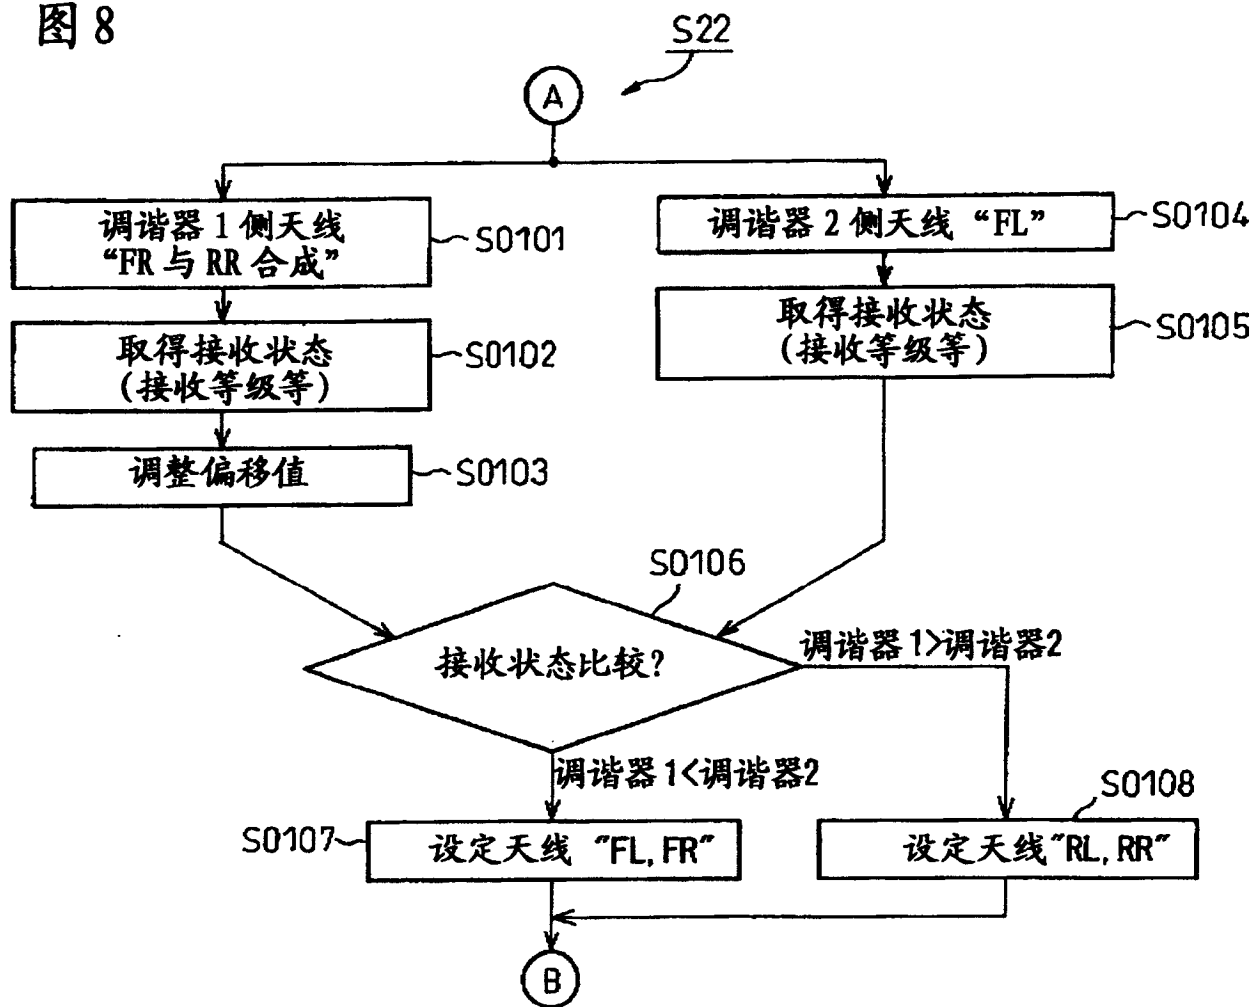 图 8
S22
A
调谐器 1 侧天线
“FR 与 RR 合成”
S0101
调谐器 2 侧天线 “FL”
S0104
取得接收状态
(接收等级等)
S0102
取得接收状态
(接收等级等)
S0105
调整偏移值
S0103
S0106
接收状态比较?
调谐器 1>调谐器2
调谐器 1<调谐器2
S0107
设定天线 "FL, FR"
S0108
设定天线"RL, RR"
B